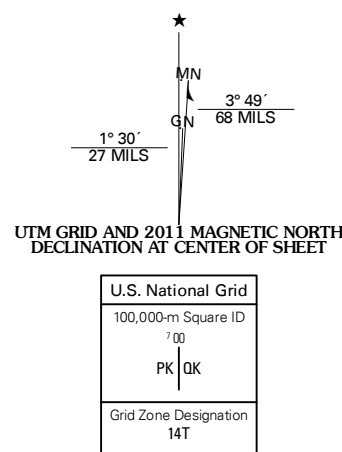 ★
MN
3° 49´
68 MILS
GN
1° 30´
27 MILS
UTM GRID AND 2011 MAGNETIC NORTH
DECLINATION AT CENTER OF SHEET
U.S. National Grid
100,000-m Square ID
7 00
PK QK
Grid Zone Designation
14T